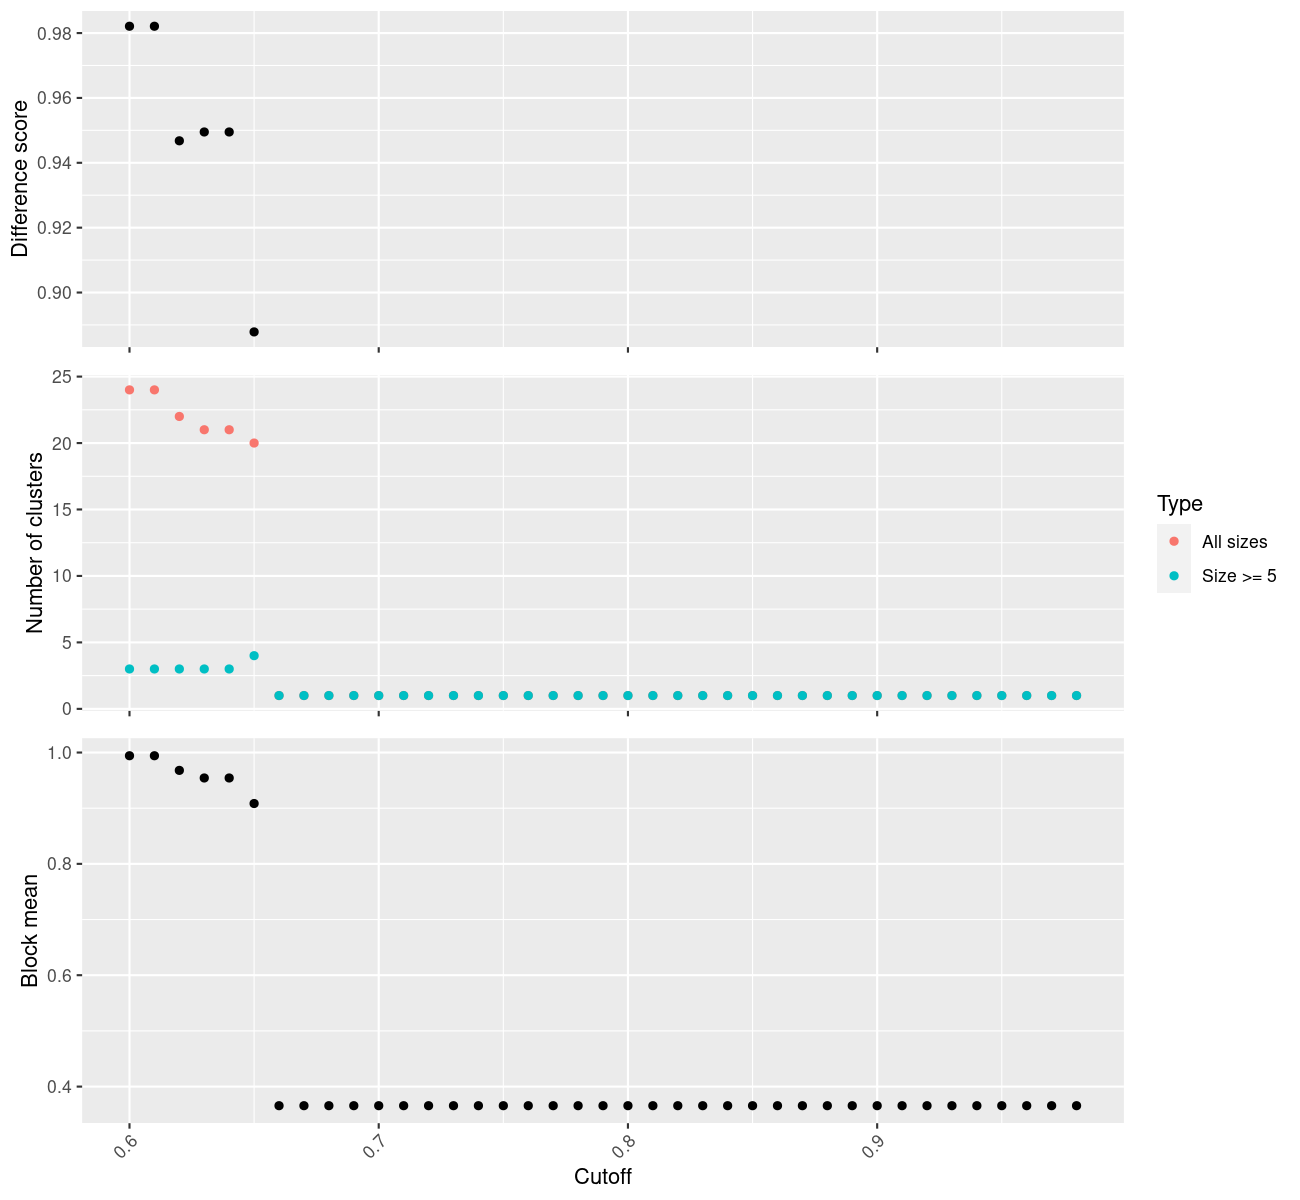 0.98
0.96
0.94
0.92
0.90
Difference score
25
20
15
10
5
0
Number of clusters
Type
All sizes
Size >= 5
1.0
0.8
0.6
0.4
Block mean
0.6 0.7 0.8 0.9
Cutoff